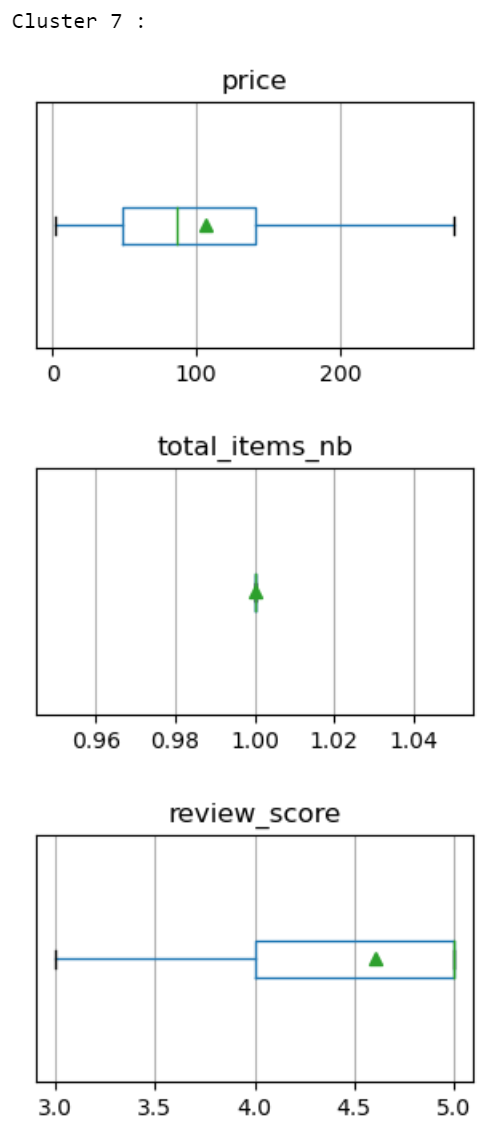 Cluster 7 :
price
0 100 200
total_items_nb
0.96 0.98 1.00 1.02 1.04
review_score
3.0 3.5 4.0 4.5 5.0